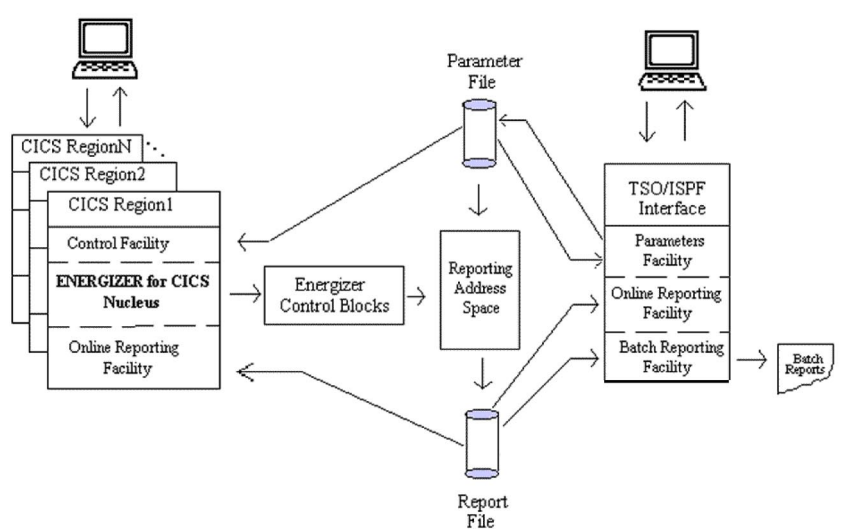 CICS RegionN
CICS Region2
CICS Region1
Control Facility
ENERGIZER for CICS
Nucleus
Online Reporting
Facility
Energizer
Control Blocks
Parameter
File
Reporting
Address
Space
Report
File
TSO/ISPF
Interface
Parameters
Facility
Online Reporting
Facility
Batch Reporting
Facility
Batch
Reports